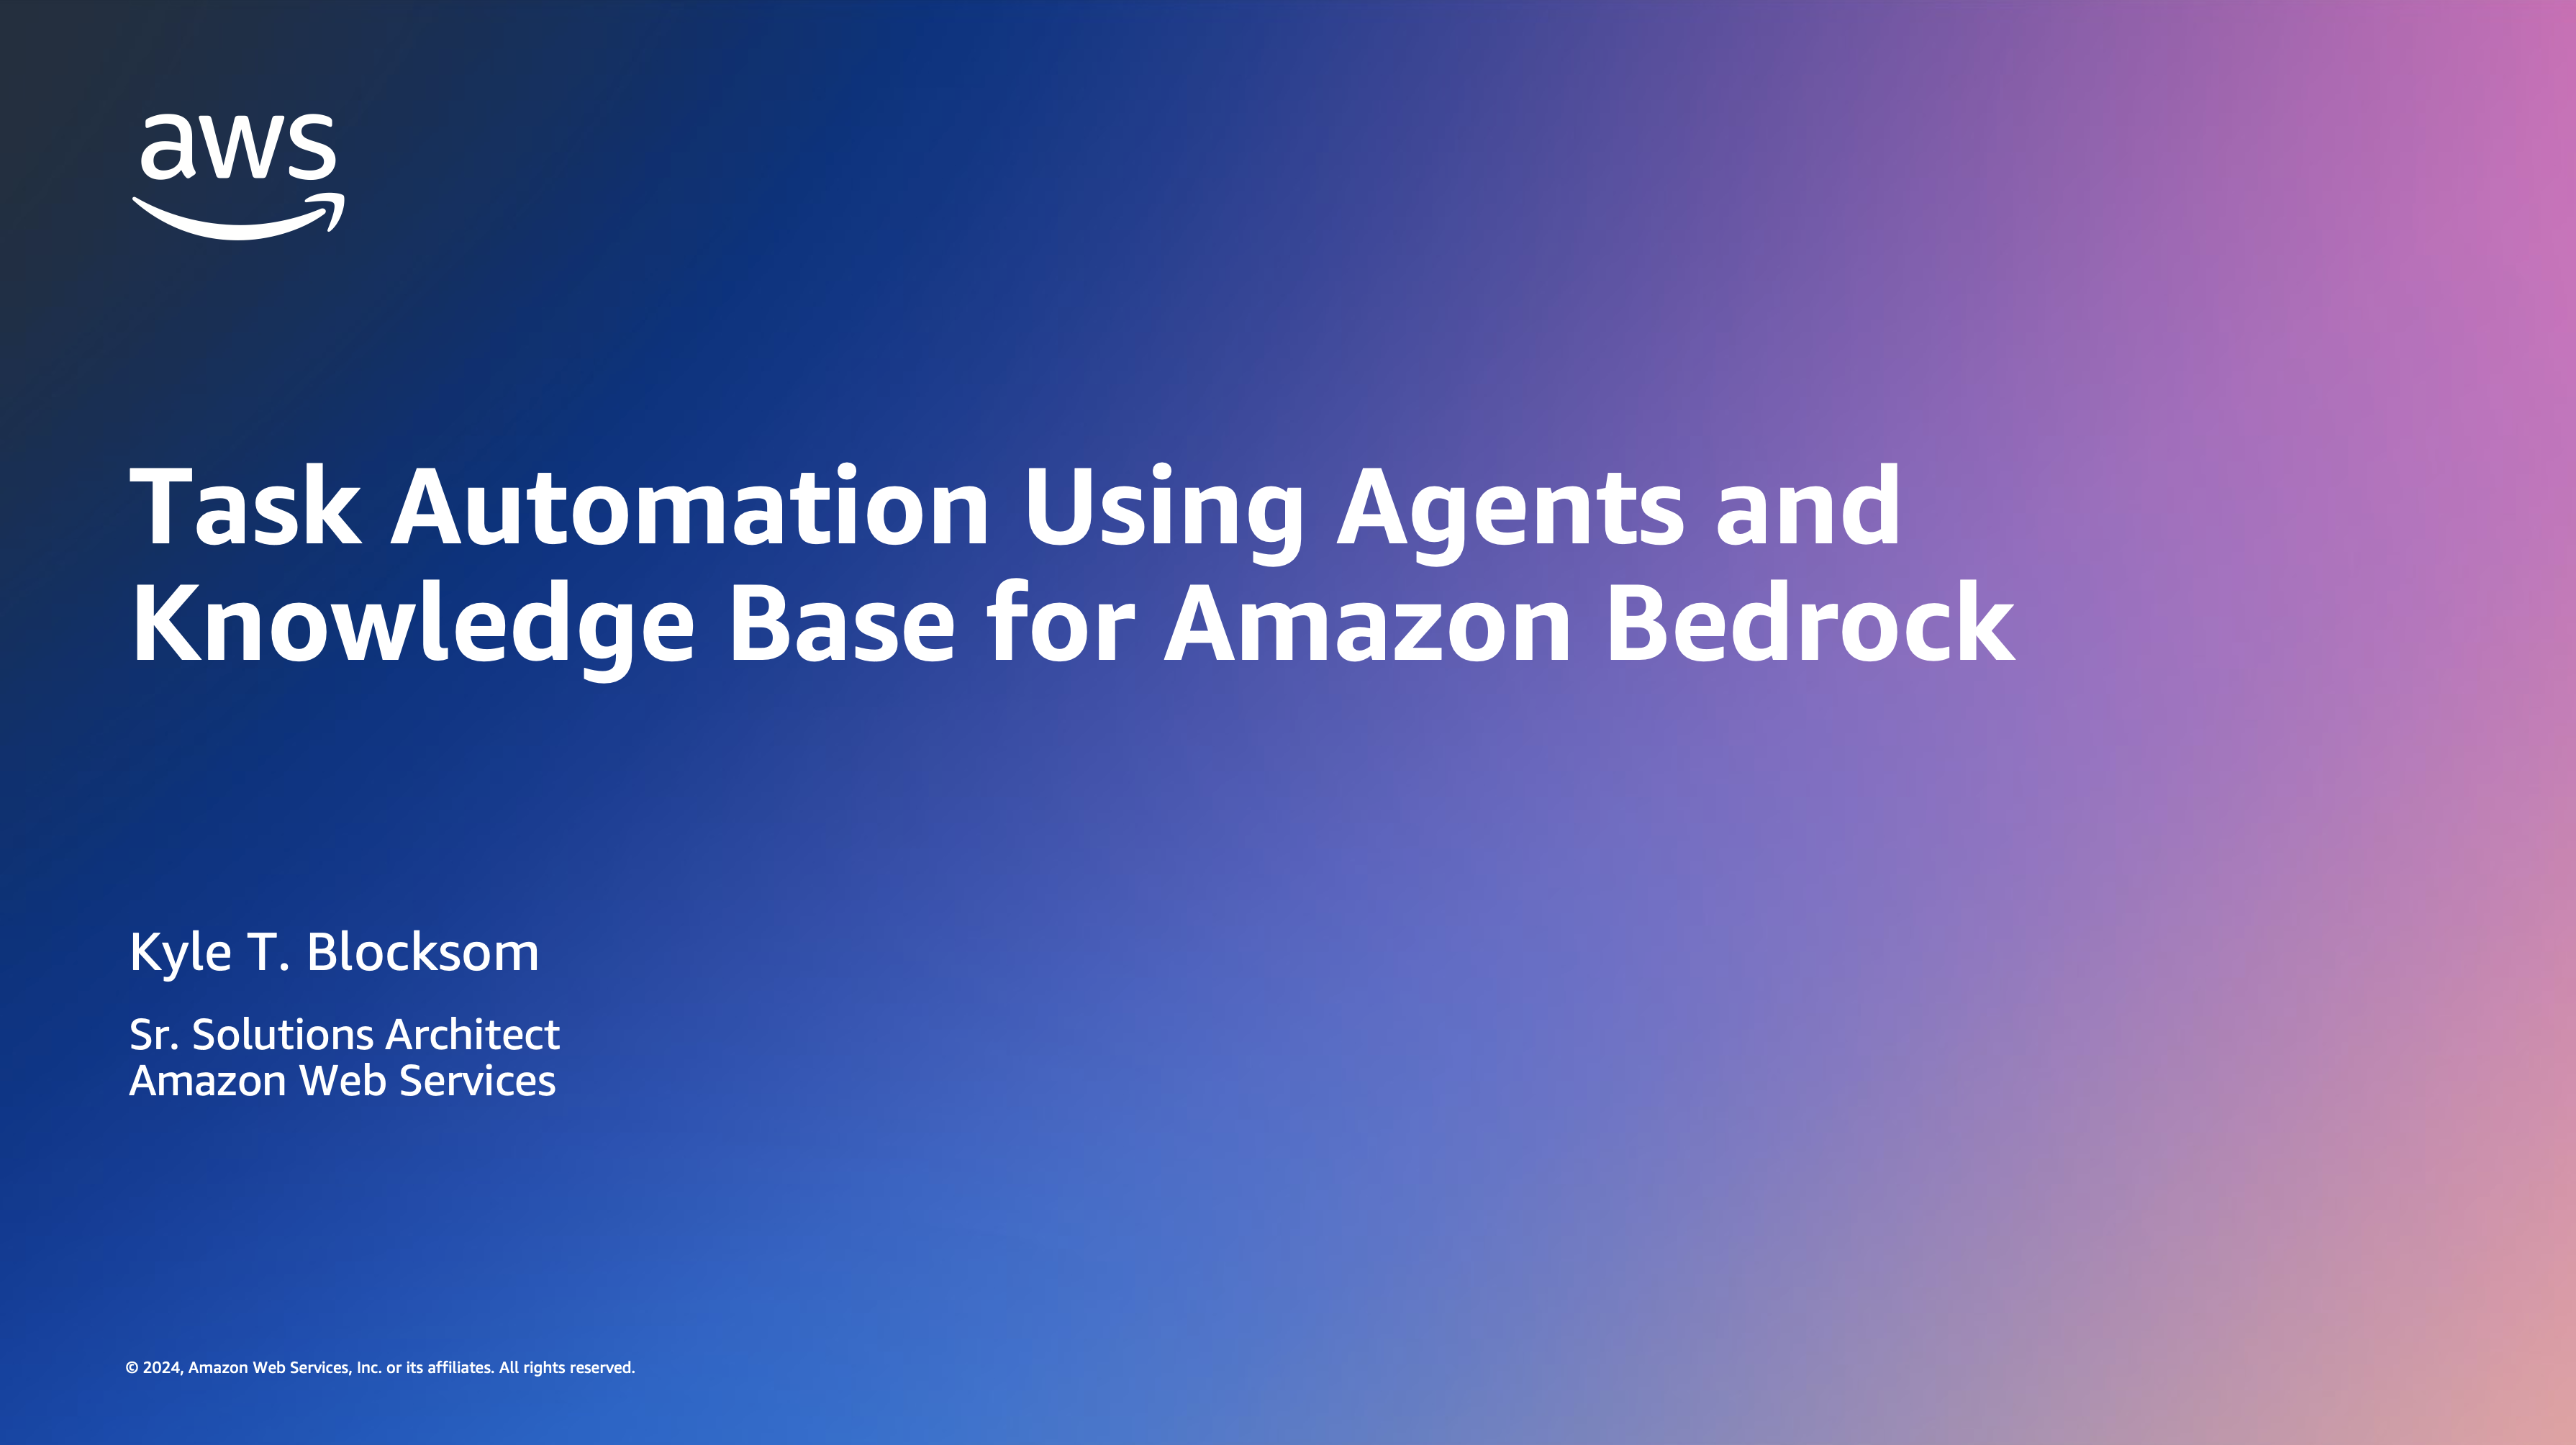 aws
Task Automation Using Agents and
Knowledge Base for Amazon Bedrock
Kyle T. Blocksom
Sr. Solutions Architect
Amazon Web Services
© 2024, Amazon Web Services, Inc. or its affiliates. All rights reserved.